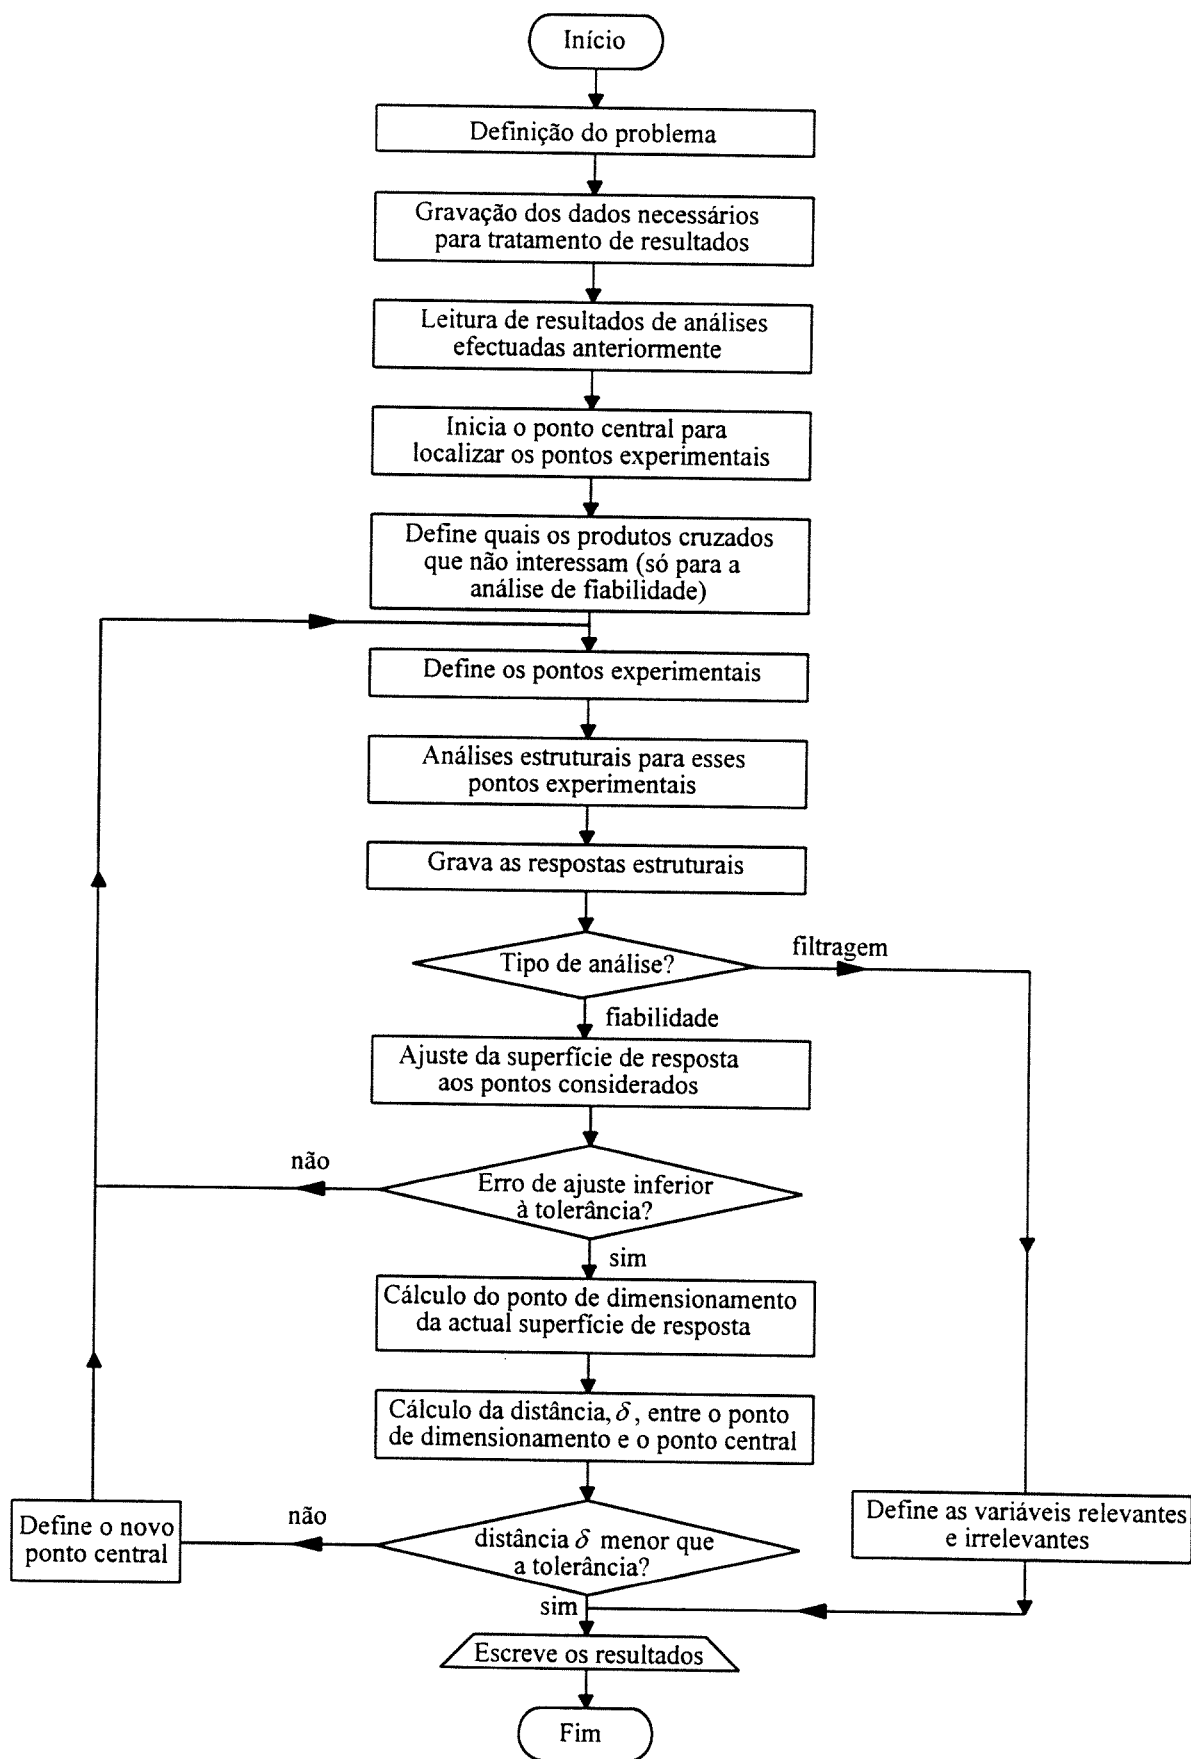 Início
Definição do problema
Gravação dos dados necessários
para tratamento de resultados
Leitura de resultados de análises
efectuadas anteriormente
Inicia o ponto central para
localizar os pontos experimentais
Define quais os produtos cruzados
que não interessam (só para a
análise de fiabilidade)
Define os pontos experimentais
Análises estruturais para esses
pontos experimentais
Grava as respostas estruturais
Tipo de análise?
filtragem
fiabilidade
Ajuste da superfície de resposta
aos pontos considerados
não
Erro de ajuste inferior
à tolerância?
sim
Cálculo do ponto de dimensionamento
da actual superfície de resposta
Cálculo da distância, δ, entre o ponto
de dimensionamento e o ponto central
Define o novo
ponto central
não
distância δ menor que
a tolerância?
Define as variáveis relevantes
e irrelevantes
sim
Escreve os resultados
Fim